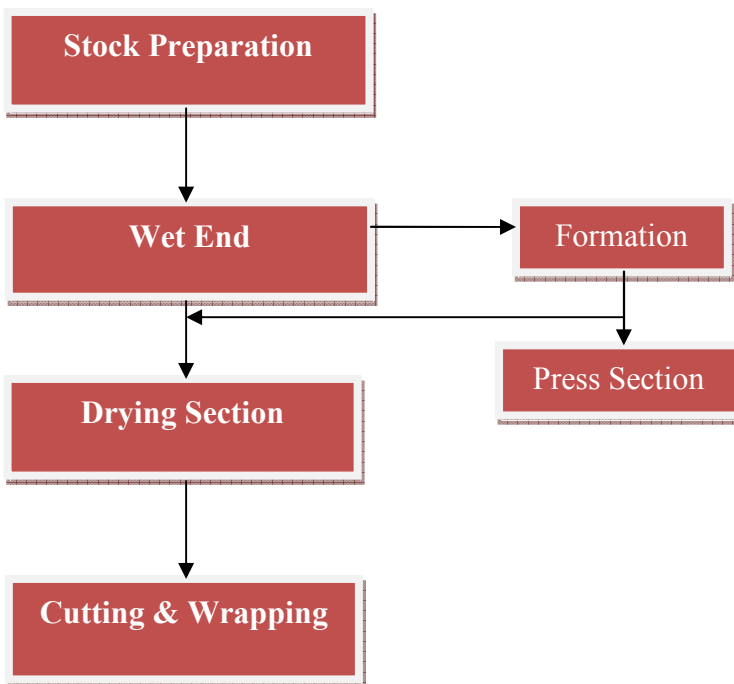 Stock Preparation
Wet End
Formation
Press Section
Drying Section
Cutting & Wrapping